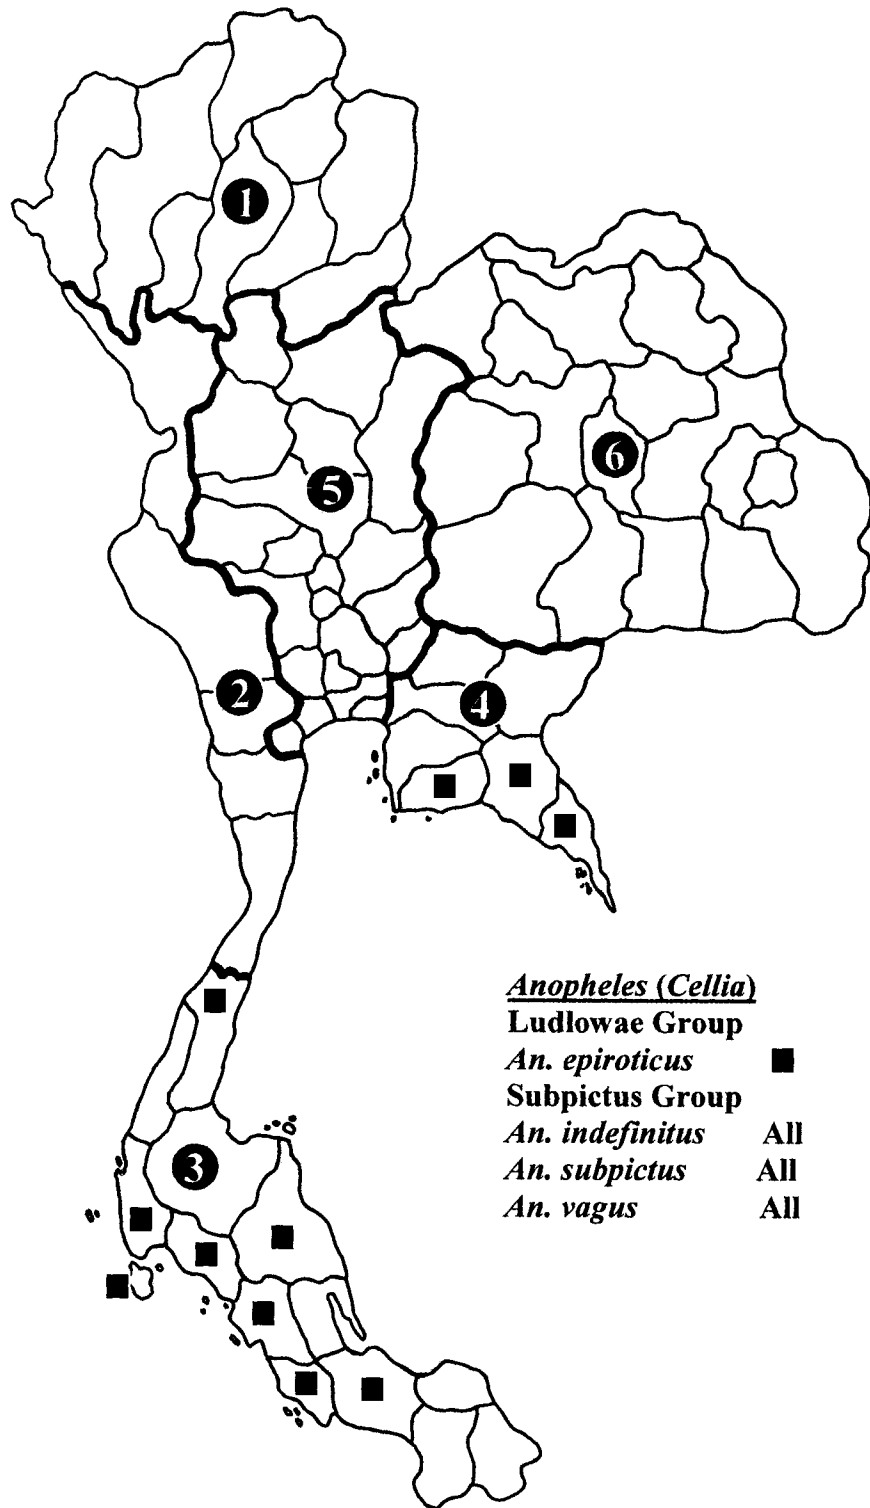 1
6
5
2
4
Anopheles (Cellia)
Ludlowae Group
An. epiroticus ■
Subpictus Group
An. indefinitus All
An. subpictus All
An. vagus All
3